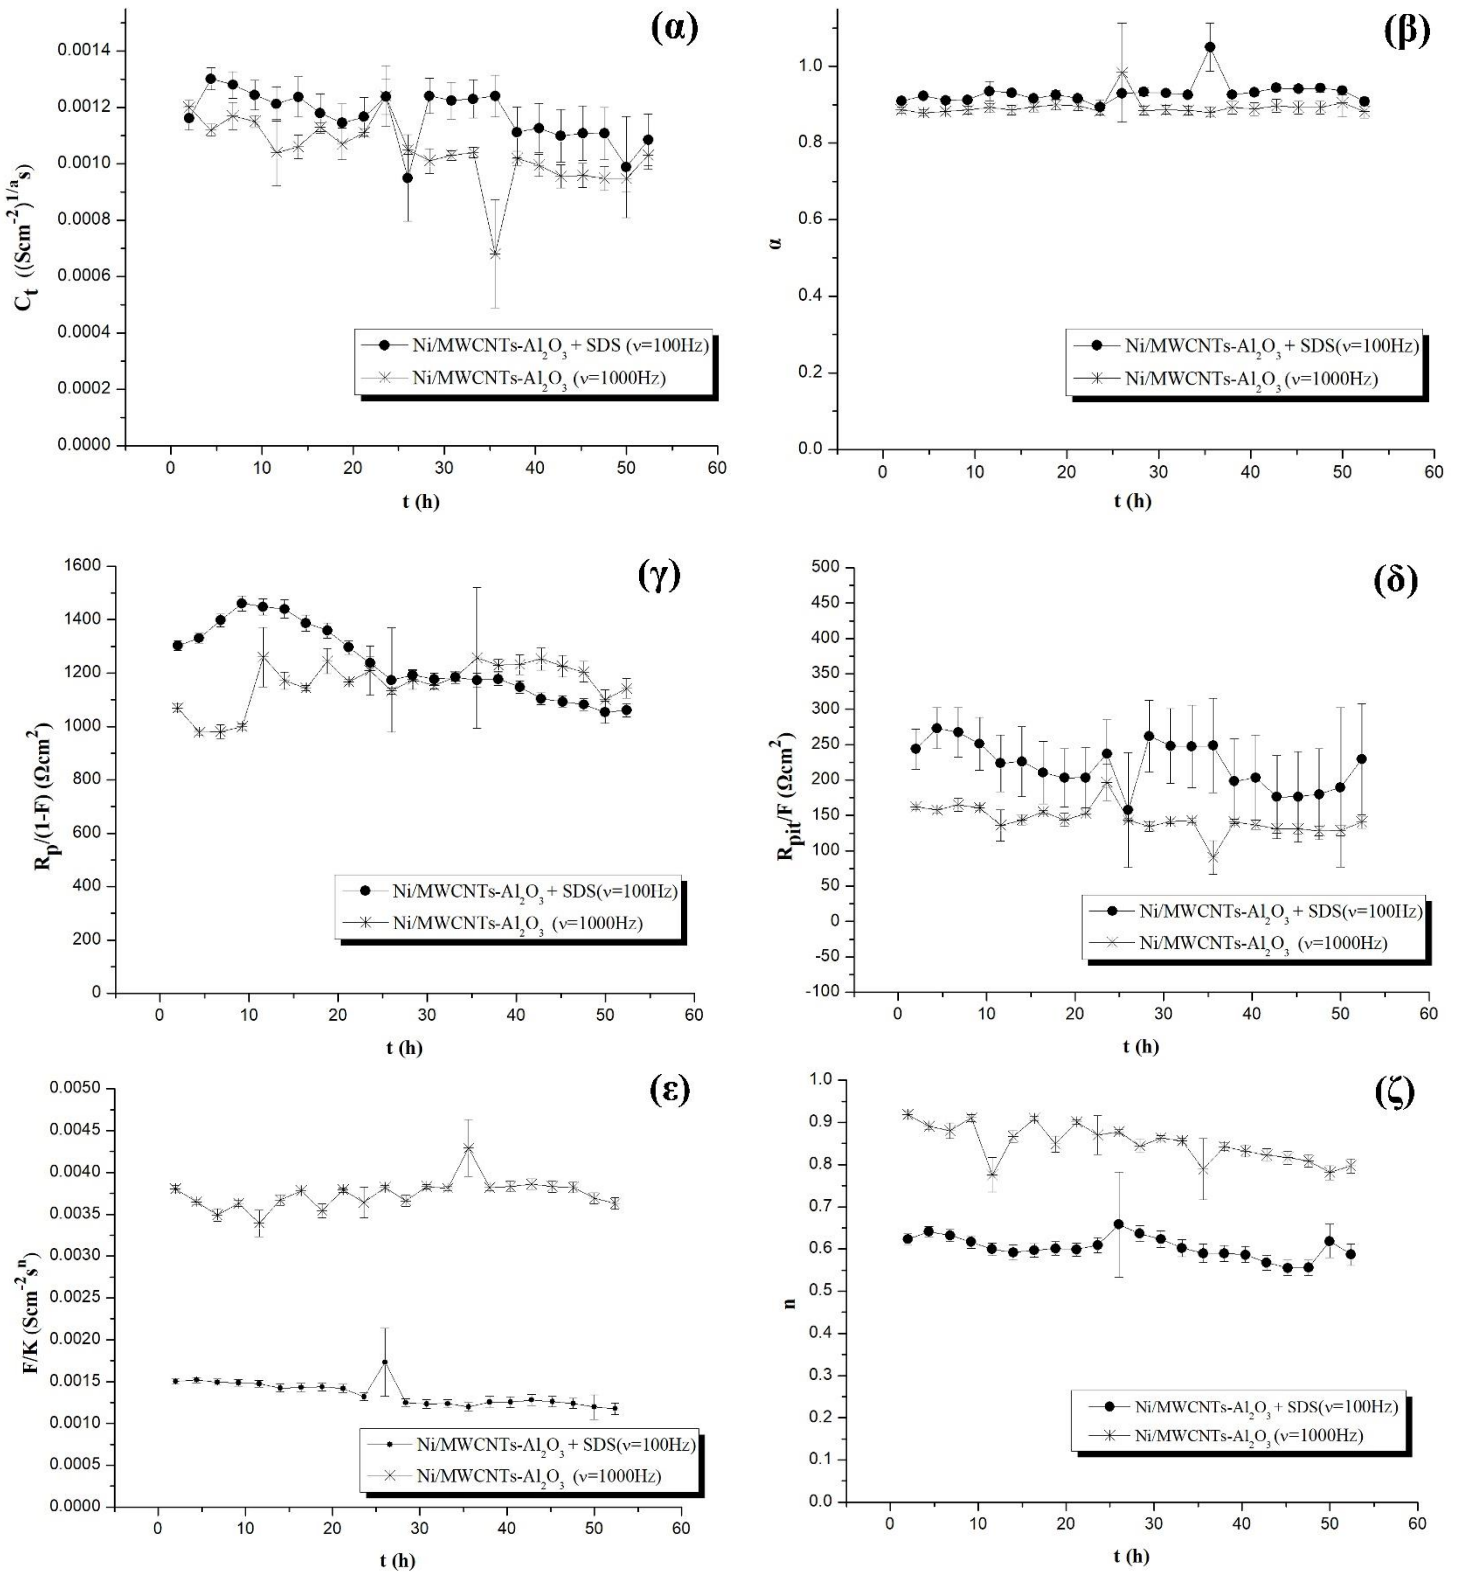 (α)
0.0014
0.0012
0.0010
0.0008
0.0006
0.0004
0.0002
0.0000
C_t ((Scm^-2)^1/a s)
Ni/MWCNTs-Al₂O₃ + SDS (ν=100Hz)
Ni/MWCNTs-Al₂O₃ (ν=1000Hz)
0 10 20 30 40 50 60
t (h)
(β)
1.0
0.8
0.6
0.4
0.2
0.0
α
Ni/MWCNTs-Al₂O₃ + SDS(ν=100Hz)
Ni/MWCNTs-Al₂O₃ (ν=1000Hz)
0 10 20 30 40 50 60
t (h)
(γ)
1600
1400
1200
1000
800
600
400
200
0
R_p/(1-F) (Ωcm²)
Ni/MWCNTs-Al₂O₃ + SDS(ν=100Hz)
Ni/MWCNTs-Al₂O₃ (ν=1000Hz)
0 10 20 30 40 50 60
t (h)
(δ)
500
450
400
350
300
250
200
150
100
50
0
-50
-100
R_pit/F (Ωcm²)
Ni/MWCNTs-Al₂O₃ + SDS(ν=100Hz)
Ni/MWCNTs-Al₂O₃ (ν=1000Hz)
0 10 20 30 40 50 60
t (h)
(ε)
0.0050
0.0045
0.0040
0.0035
0.0030
0.0025
0.0020
0.0015
0.0010
0.0005
0.0000
F/K (Scm⁻²sⁿ)
Ni/MWCNTs-Al₂O₃ + SDS(ν=100Hz)
Ni/MWCNTs-Al₂O₃ (ν=1000Hz)
0 10 20 30 40 50 60
t (h)
(ζ)
1.0
0.9
0.8
0.7
0.6
0.5
0.4
0.3
0.2
0.1
0.0
n
Ni/MWCNTs-Al₂O₃ + SDS(ν=100Hz)
Ni/MWCNTs-Al₂O₃ (ν=1000Hz)
0 10 20 30 40 50 60
t (h)